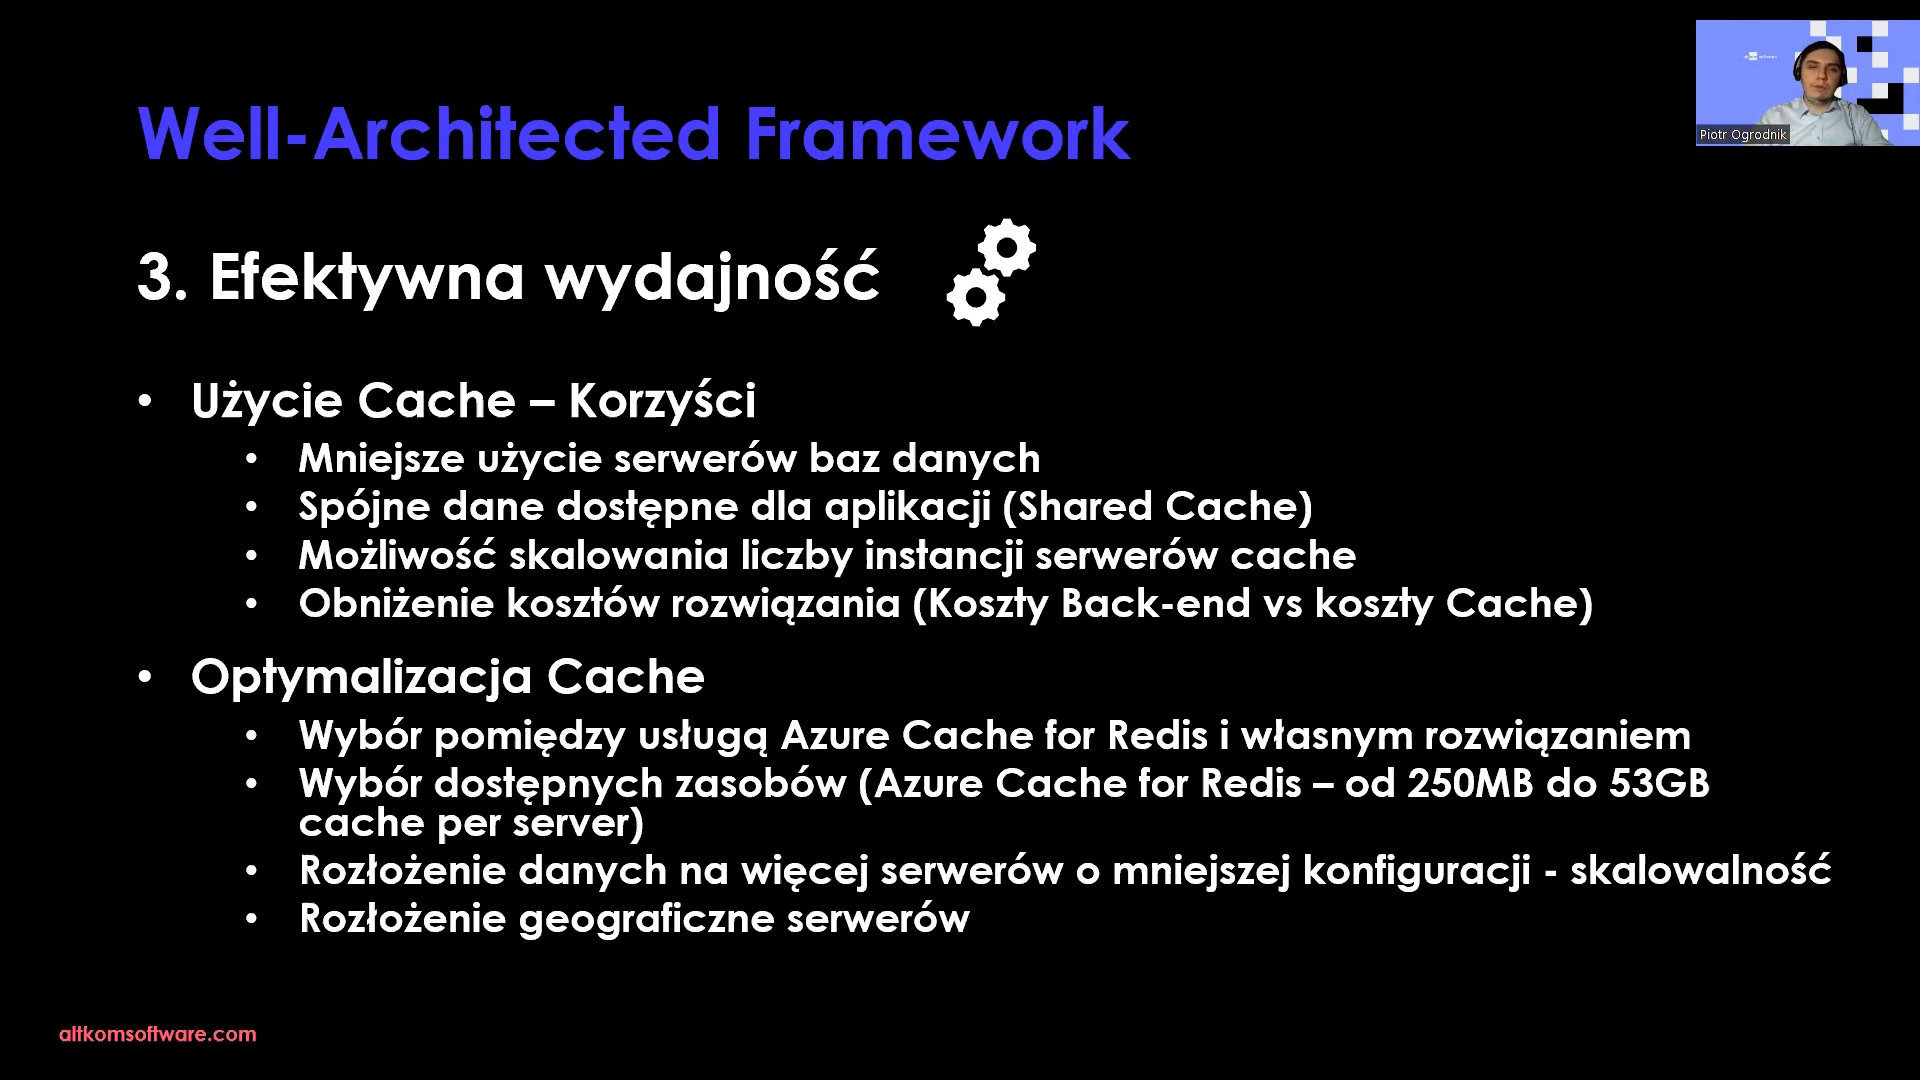 Well-Architected Framework
Piotr Ogrodnik
3. Efektywna wydajność
• Użycie Cache – Korzyści
• Mniejsze użycie serwerów baz danych
• Spójne dane dostępne dla aplikacji (Shared Cache)
• Możliwość skalowania liczby instancji serwerów cache
• Obniżenie kosztów rozwiązania (Koszty Back-end vs koszty Cache)
• Optymalizacja Cache
• Wybór pomiędzy usługą Azure Cache for Redis i własnym rozwiązaniem
• Wybór dostępnych zasobów (Azure Cache for Redis – od 250MB do 53GB
cache per server)
• Rozłożenie danych na więcej serwerów o mniejszej konfiguracji - skalowalność
• Rozłożenie geograficzne serwerów
altkomsoftware.com